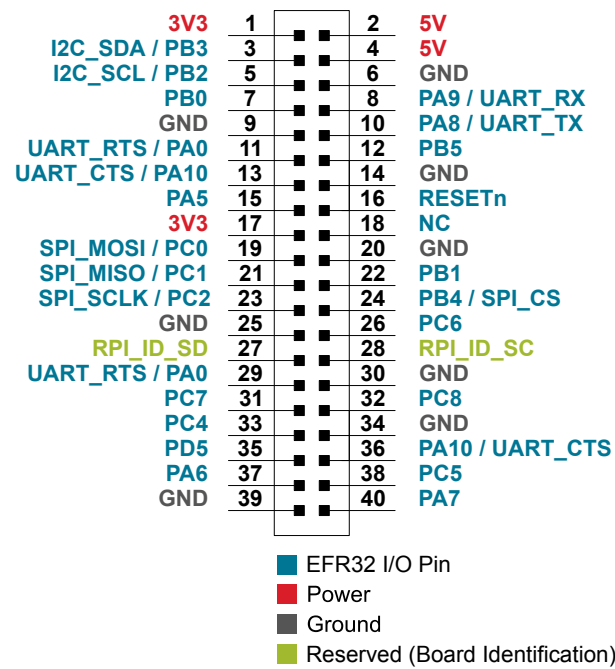 3V3 1 2 5V
I2C_SDA / PB3 3 4 5V
I2C_SCL / PB2 5 6 GND
PB0 7 8 PA9 / UART_RX
GND 9 10 PA8 / UART_TX
UART_RTS / PA0 11 12 PB5
UART_CTS / PA10 13 14 GND
PA5 15 16 RESETn
3V3 17 18 NC
SPI_MOSI / PC0 19 20 GND
SPI_MISO / PC1 21 22 PB1
SPI_SCLK / PC2 23 24 PB4 / SPI_CS
GND 25 26 PC6
RPI_ID_SD 27 28 RPI_ID_SC
UART_RTS / PA0 29 30 GND
PC7 31 32 PC8
PC4 33 34 GND
PD5 35 36 PA10 / UART_CTS
PA6 37 38 PC5
GND 39 40 PA7
EFR32 I/O Pin
Power
Ground
Reserved (Board Identification)